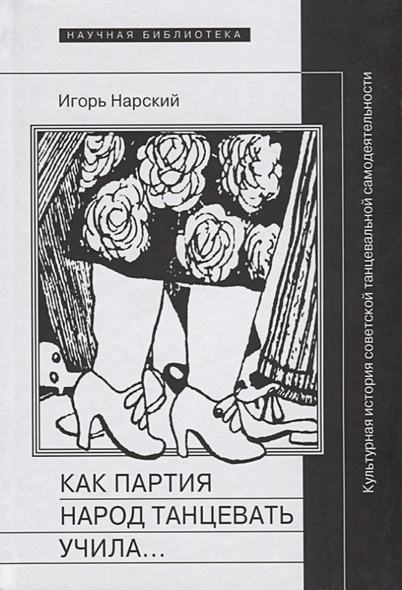 НАУЧНАЯ БИБЛИОТЕКА
Игорь Нарский
КАК ПАРТИЯ
НАРОД ТАНЦЕВАТЬ
УЧИЛА...
Культурная история советской танцевальной самодеятельности